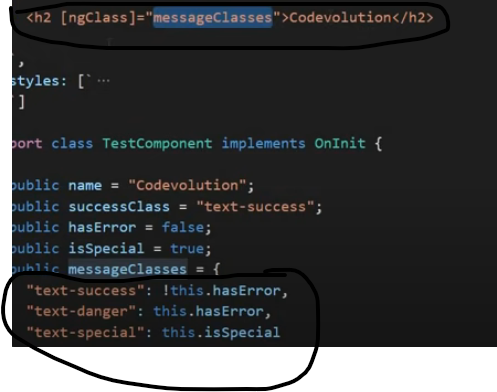 <h2 [ngClass]="messageClasses">Codevolution</h2>
,
styles: [` ...
`]
port class TestComponent implements OnInit {
public name = "Codevolution";
public successClass = "text-success";
public hasError = false;
public isSpecial = true;
public messageClasses = {
"text-success": !this.hasError,
"text-danger": this.hasError,
"text-special": this.isSpecial